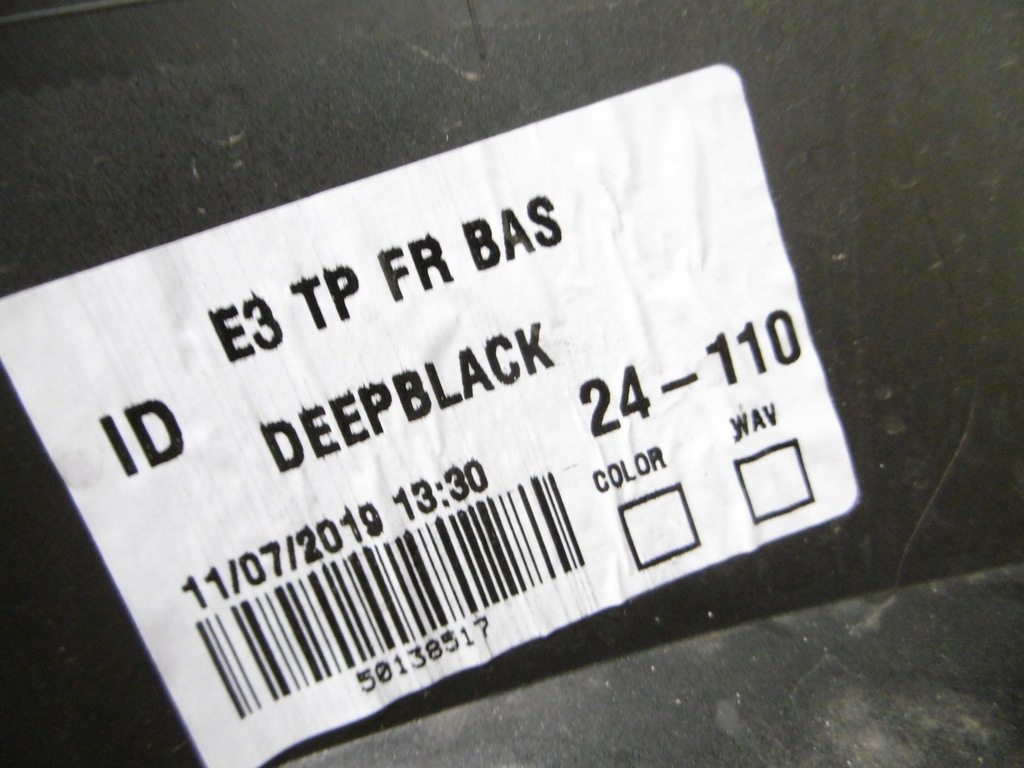 E3 TP FR BAS
ID DEEPBLACK 24-110
11/07/2019 13:30 COLOR WAV
50138517